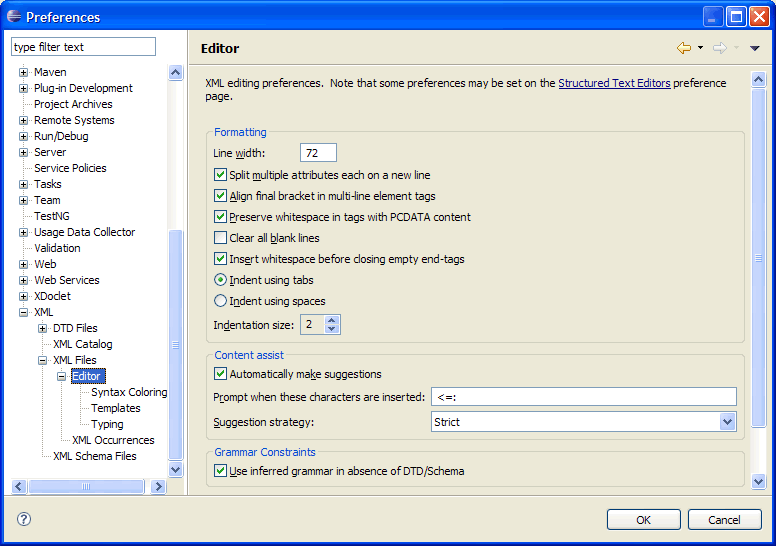 Preferences
type filter text
Maven
Plug-in Development
Project Archives
Remote Systems
Run/Debug
Server
Service Policies
Tasks
Team
TestNG
Usage Data Collector
Validation
Web
Web Services
XDoclet
XML
DTD Files
XML Catalog
XML Files
Editor
Syntax Coloring
Templates
Typing
XML Occurrences
XML Schema Files
Editor
XML editing preferences. Note that some preferences may be set on the Structured Text Editors preference
page.
Formatting
Line width: 72
Split multiple attributes each on a new line
Align final bracket in multi-line element tags
Preserve whitespace in tags with PCDATA content
Clear all blank lines
Insert whitespace before closing empty end-tags
Indent using tabs
Indent using spaces
Indentation size: 2
Content assist
Automatically make suggestions
Prompt when these characters are inserted: <=:
Suggestion strategy: Strict
Grammar Constraints
Use inferred grammar in absence of DTD/Schema
?
OK
Cancel